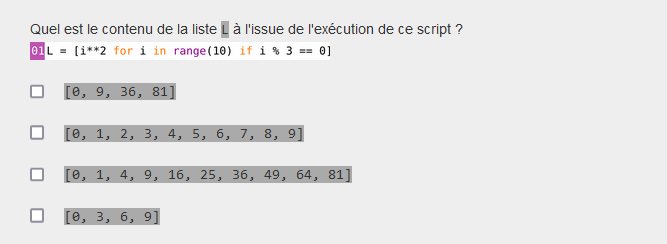 Quel est le contenu de la liste L à l'issue de l'exécution de ce script ?
01 L = [i**2 for i in range(10) if i % 3 == 0]
[0, 9, 36, 81]
[0, 1, 2, 3, 4, 5, 6, 7, 8, 9]
[0, 1, 4, 9, 16, 25, 36, 49, 64, 81]
[0, 3, 6, 9]